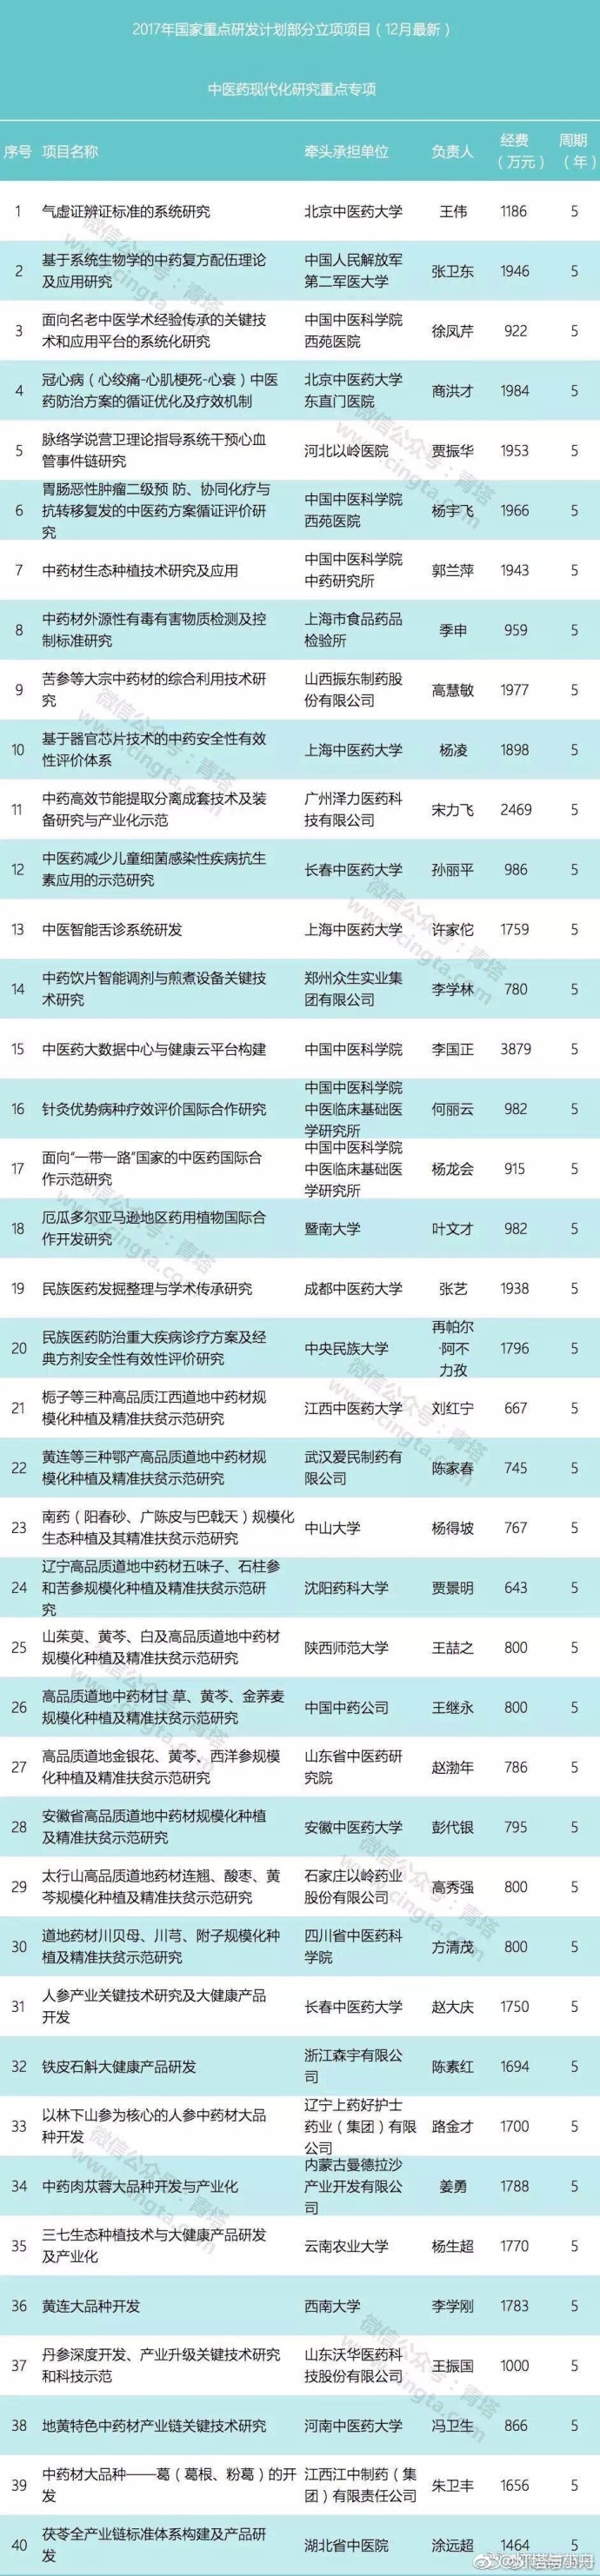 2017年国家重点研发计划部分立项项目（12月最新）
中医药现代化研究重点专项
序号 项目名称 牵头承担单位 负责人 经费（万元） 周期（年）
1 气虚证辨证标准的系统研究 北京中医药大学 王伟 1186 5
2 基于系统生物学的中药复方配伍理论及应用研究 中国人民解放军第二军医大学 张卫东 1946 5
3 面向名老中医学术经验传承的关键技术和应用平台的系统化研究 中国中医科学院西苑医院 徐凤芹 922 5
4 冠心病（心绞痛-心肌梗死-心衰）中医药防治方案的循证优化及疗效机制 北京中医药大学东直门医院 商洪才 1984 5
5 脉络学说营卫理论指导系统干预心血管事件链研究 河北以岭医院 贾振华 1953 5
6 胃肠恶性肿瘤二级预 防、协同化疗与抗转移复发的中医药方案循证评价研究 中国中医科学院西苑医院 杨宇飞 1966 5
7 中药材生态种植技术研究及应用 中国中医科学院中药研究所 郭兰萍 1943 5
8 中药材外源性有毒有害物质检测及控制标准研究 上海市食品药品检验所 季申 959 5
9 苦参等大宗中药材的综合利用技术研究 山西振东制药股份有限公司 高慧敏 1977 5
10 基于器官芯片技术的中药安全性有效性评价体系 上海中医药大学 杨凌 1898 5
11 中药高效节能提取分离成套技术及装备研究与产业化示范 广州泽力医药科技有限公司 宋力飞 2469 5
12 中医药减少儿童细菌感染性疾病抗生素应用的示范研究 长春中医药大学 孙丽平 986 5
13 中医智能舌诊系统研发 上海中医药大学 许家佗 1759 5
14 中药饮片智能调剂与煎煮设备关键技术研究 郑州众生实业集团有限公司 李学林 780 5
15 中医药大数据中心与健康云平台构建 中国中医科学院 李国正 3879 5
16 针灸优势病种疗效评价国际合作研究 中国中医科学院中医临床基础医学研究所 何丽云 982 5
17 面向“一带一路”国家的中医药国际合作示范研究 中国中医科学院中医临床基础医学研究所 杨龙会 915 5
18 厄瓜多尔亚马逊地区药用植物国际合作开发研究 暨南大学 叶文才 982 5
19 民族医药发掘整理与学术传承研究 成都中医药大学 张艺 1938 5
20 民族医药防治重大疾病诊疗方案及经典方剂安全性有效性评价研究 中央民族大学 再帕尔·阿不力孜 1796 5
21 栀子等三种高品质江西道地中药材规模化种植及精准扶贫示范研究 江西中医药大学 刘红宁 667 5
22 黄连等三种鄂产高品质道地中药材规模化种植及精准扶贫示范研究 武汉爱民制药有限公司 陈家春 745 5
23 南药（阳春砂、广陈皮与巴戟天）规模化生态种植及其精准扶贫示范研究 中山大学 杨得坡 767 5
24 辽宁高品质道地中药材五味子、石柱参和苦参规模化种植及精准扶贫示范研究 沈阳药科大学 贾景明 643 5
25 山茱萸、黄芩、白及高品质道地中药材规模化种植及精准扶贫示范研究 陕西师范大学 王喆之 800 5
26 高品质道地中药材甘 草、黄芩、金荞麦规模化种植及精准扶贫示范研究 中国中药公司 王继永 800 5
27 高品质道地金银花、黄芩、西洋参规模化种植及精准扶贫示范研究 山东省中医药研究院 赵渤年 786 5
28 安徽省高品质道地中药材规模化种植及精准扶贫示范研究 安徽中医药大学 彭代银 795 5
29 太行山高品质道地药材连翘、酸枣、黄芩规模化种植及精准扶贫示范研究 石家庄以岭药业股份有限公司 高秀强 800 5
30 道地药材川贝母、川芎、附子规模化种植及精准扶贫示范研究 四川省中医药科学院 方清茂 800 5
31 人参产业关键技术研究及大健康产品开发 长春中医药大学 赵大庆 1750 5
32 铁皮石斛大健康产品研发 浙江森宇有限公司 陈素红 1694 5
33 以林下山参为核心的人参中药材大品种开发 辽宁上药好护士药业（集团）有限公司 路金才 1700 5
34 中药肉苁蓉大品种开发与产业化 内蒙古曼德拉沙产业开发有限公司 姜勇 1788 5
35 三七生态种植技术与大健康产品研发及产业化 云南农业大学 杨生超 1770 5
36 黄连大品种开发 西南大学 李学刚 1783 5
37 丹参深度开发、产业升级关键技术研究和科技示范 山东沃华医药科技股份有限公司 王振国 1000 5
38 地黄特色中药材产业链关键技术研究 河南中医药大学 冯卫生 866 5
39 中药材大品种——葛（葛根、粉葛）的开发 江西江中制药（集团）有限责任公司 朱卫丰 1656 5
40 茯苓全产业链标准体系构建及产品研发 湖北省中医院 涂远超 1464 5
微信公众号：青塔
www.cingta.com